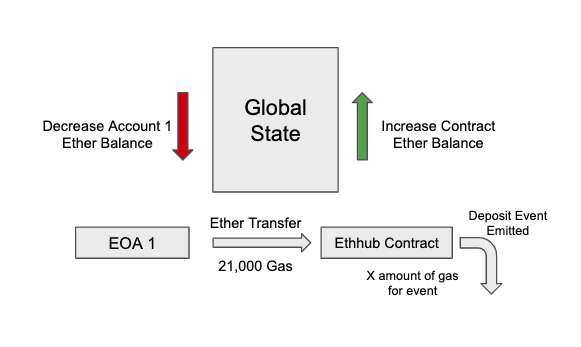 Global
State
Decrease Account 1
Ether Balance
Increase Contract
Ether Balance
EOA 1
Ether Transfer
21,000 Gas
Ethhub Contract
Deposit Event
Emitted
X amount of gas
for event